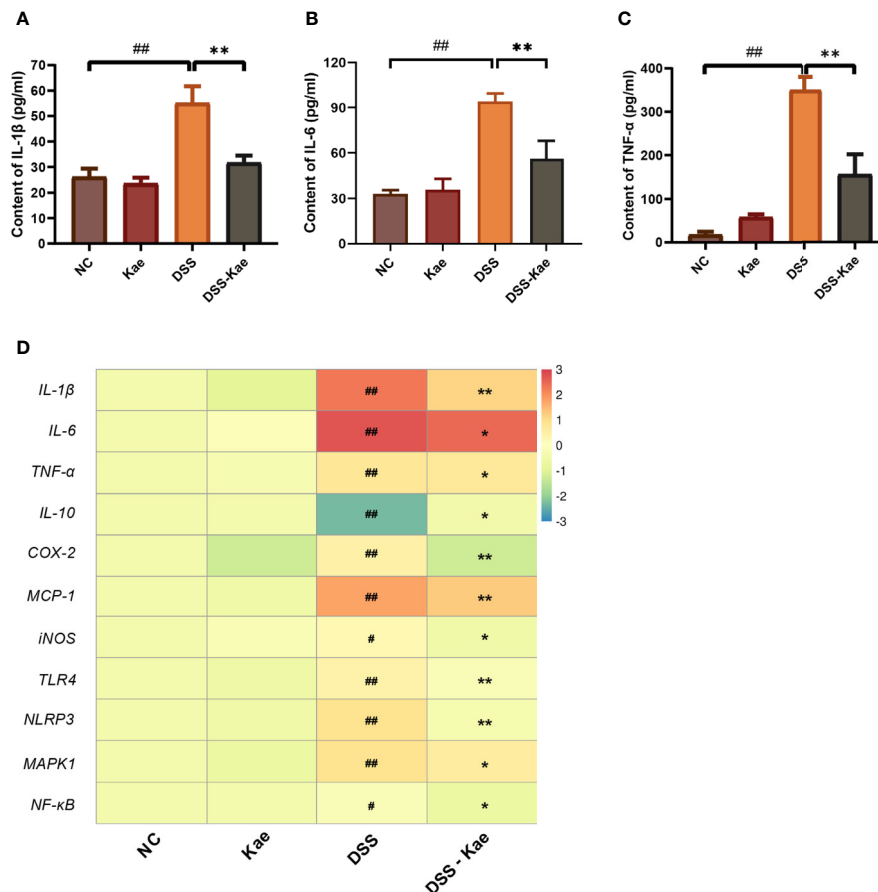 A
## **
Content of IL-1β (pg/ml)
70
60
50
40
30
20
10
0
NC Kae DSS DSS-Kae
B
## **
Content of IL-6 (pg/ml)
120
90
60
30
0
NC Kae DSS DSS-Kae
C
## **
Content of TNF-α (pg/ml)
400
300
200
100
0
NC Kae DS5 DSS-Kae
D
IL-1β ## **
IL-6 ## *
TNF-α ## *
IL-10 ## *
COX-2 ## **
MCP-1 ## **
iNOS # *
TLR4 ## **
NLRP3 ## **
MAPK1 ## *
NF-κB # *
NC Kae DSS DSS - Kae
3
2
1
0
-1
-2
-3